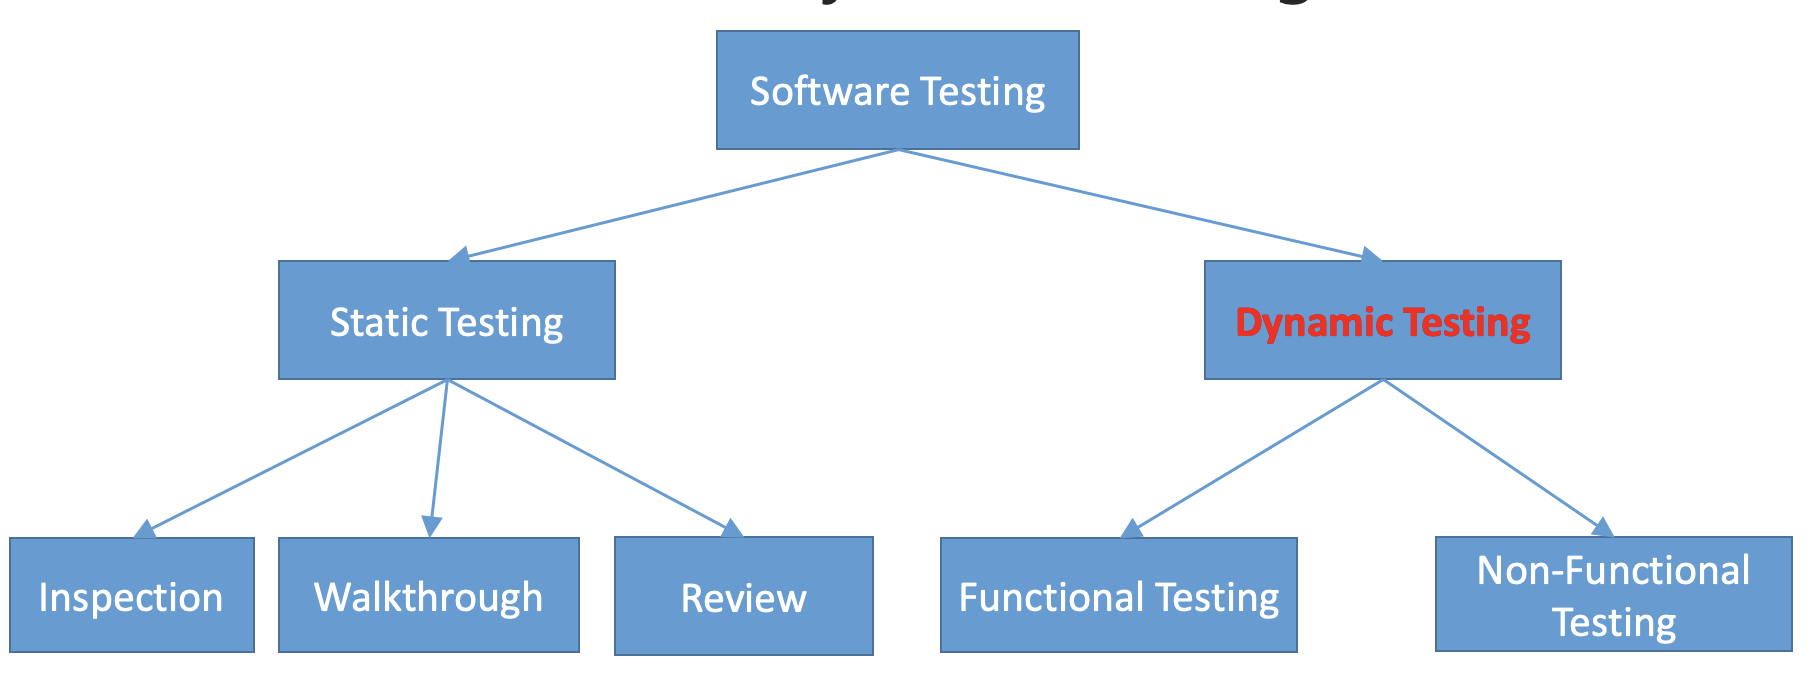 Software Testing
Static Testing
Dynamic Testing
Inspection
Walkthrough
Review
Functional Testing
Non-Functional
Testing